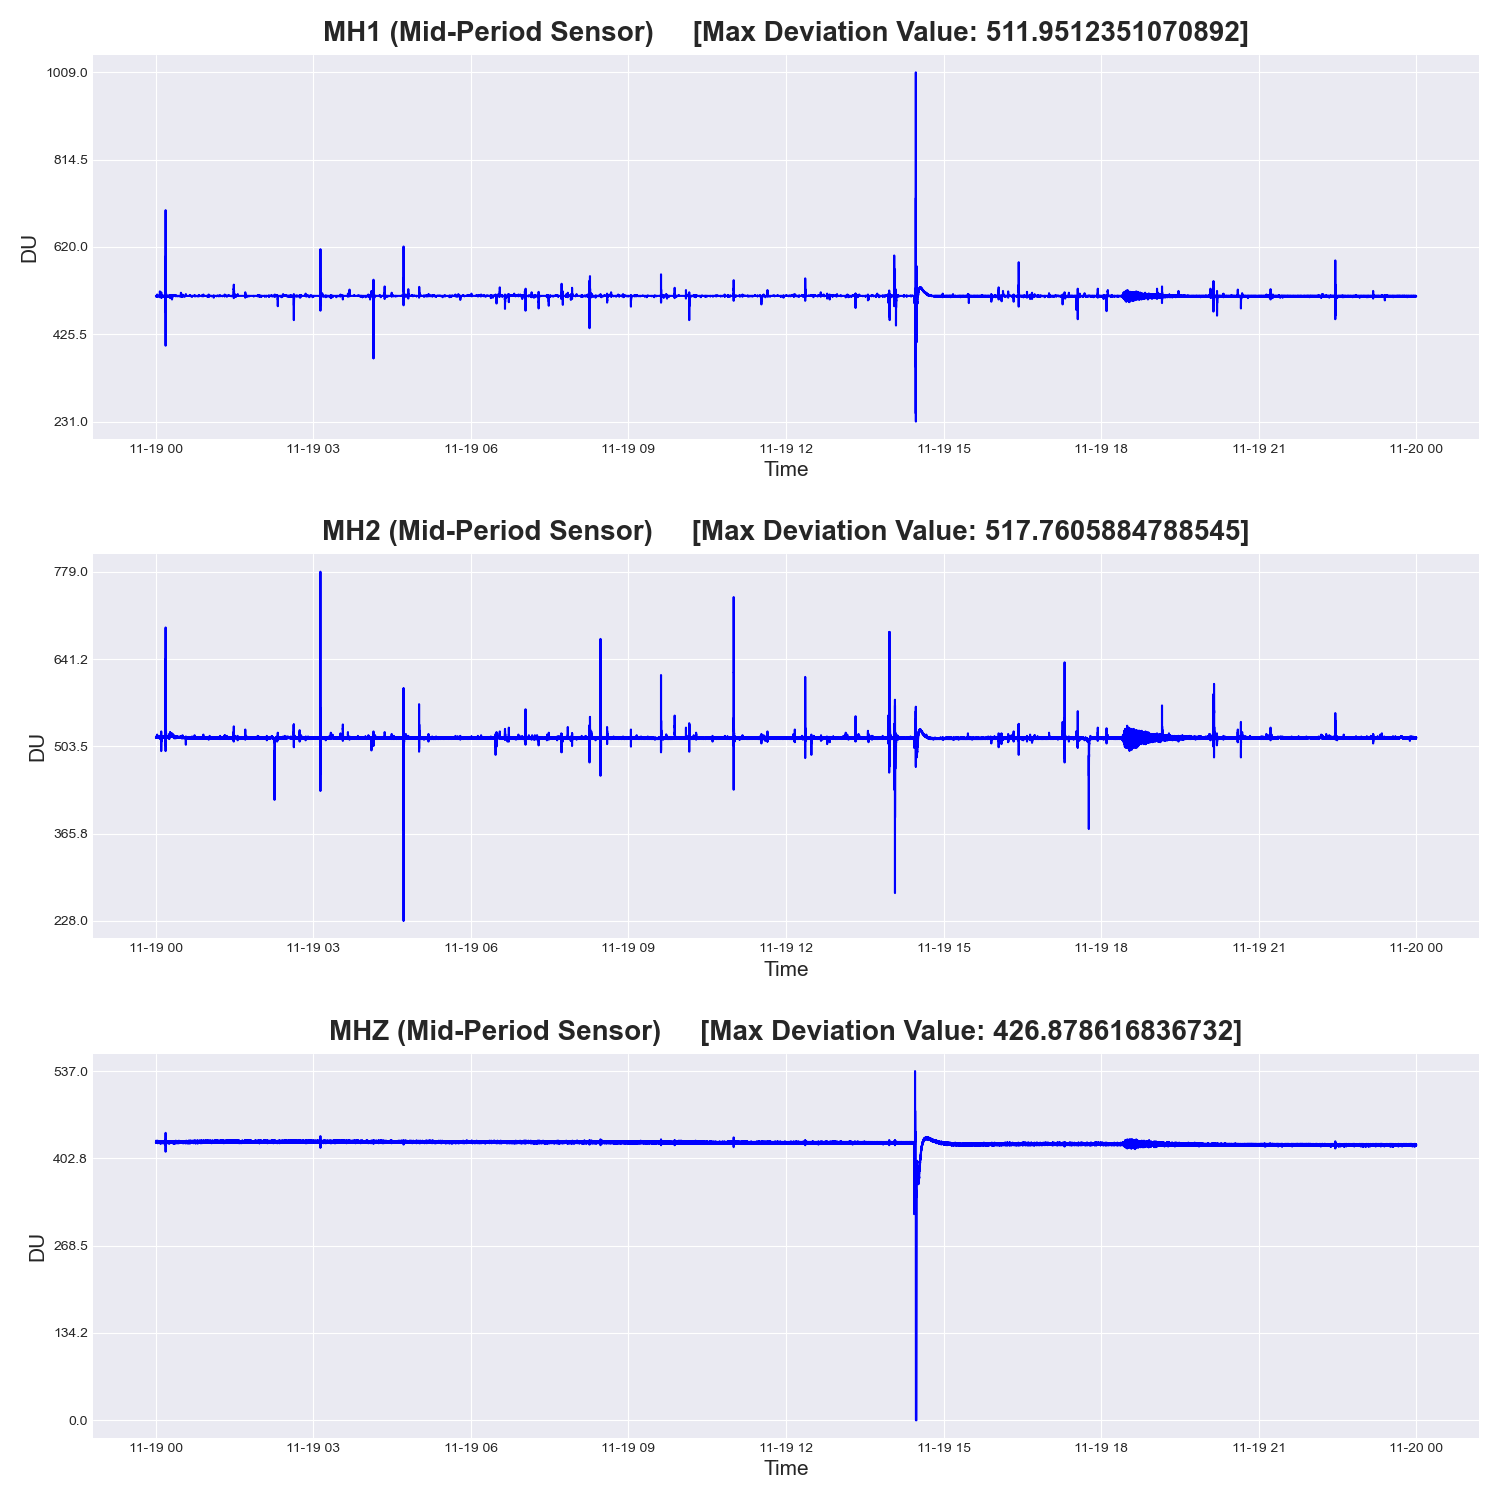 MH1 (Mid-Period Sensor) [Max Deviation Value: 511.9512351070892]
1009.0
814.5
620.0
425.5
231.0
DU
11-19 00 11-19 03 11-19 06 11-19 09 11-19 12 11-19 15 11-19 18 11-19 21 11-20 00
Time
MH2 (Mid-Period Sensor) [Max Deviation Value: 517.7605884788545]
779.0
641.2
503.5
365.8
228.0
DU
11-19 00 11-19 03 11-19 06 11-19 09 11-19 12 11-19 15 11-19 18 11-19 21 11-20 00
Time
MHZ (Mid-Period Sensor) [Max Deviation Value: 426.878616836732]
537.0
402.8
268.5
134.2
0.0
DU
11-19 00 11-19 03 11-19 06 11-19 09 11-19 12 11-19 15 11-19 18 11-19 21 11-20 00
Time